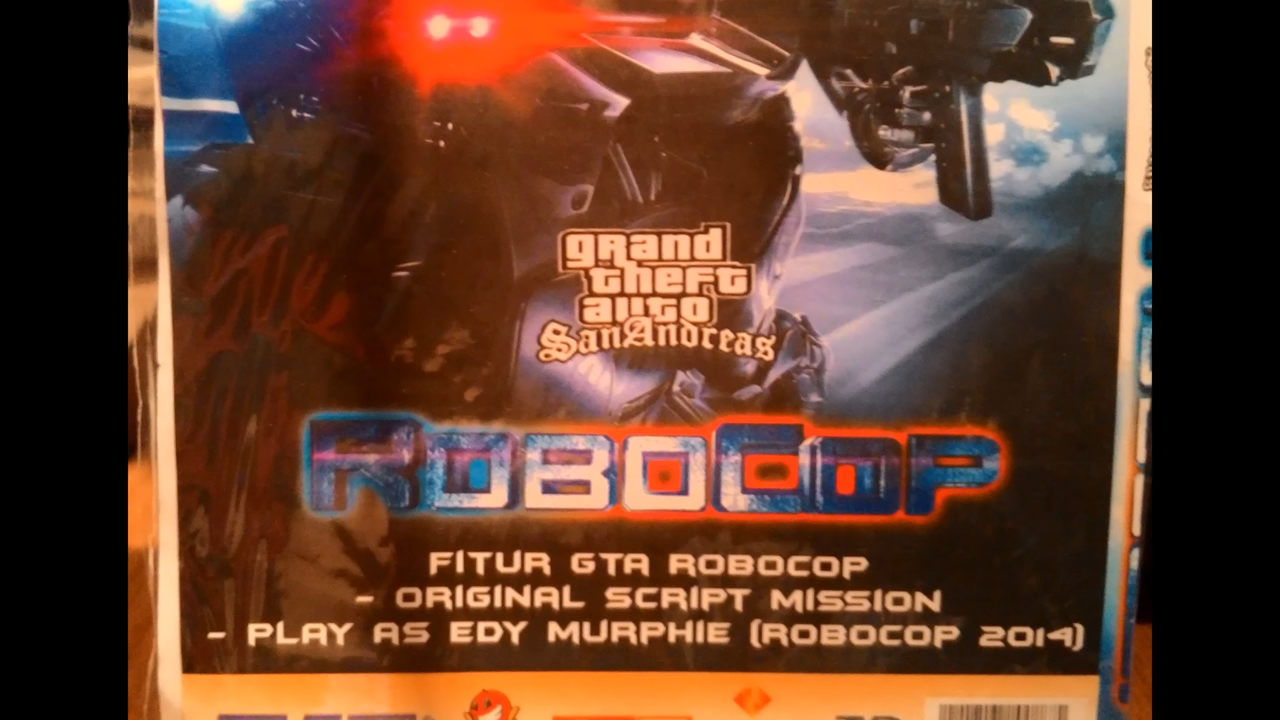 grand
theft
auto
San Andreas
ROBOCOP
FITUR GTA ROBOCOP
- ORIGINAL SCRIPT MISSION
- PLAY AS EDY MURPHIE (ROBOCOP 2014)